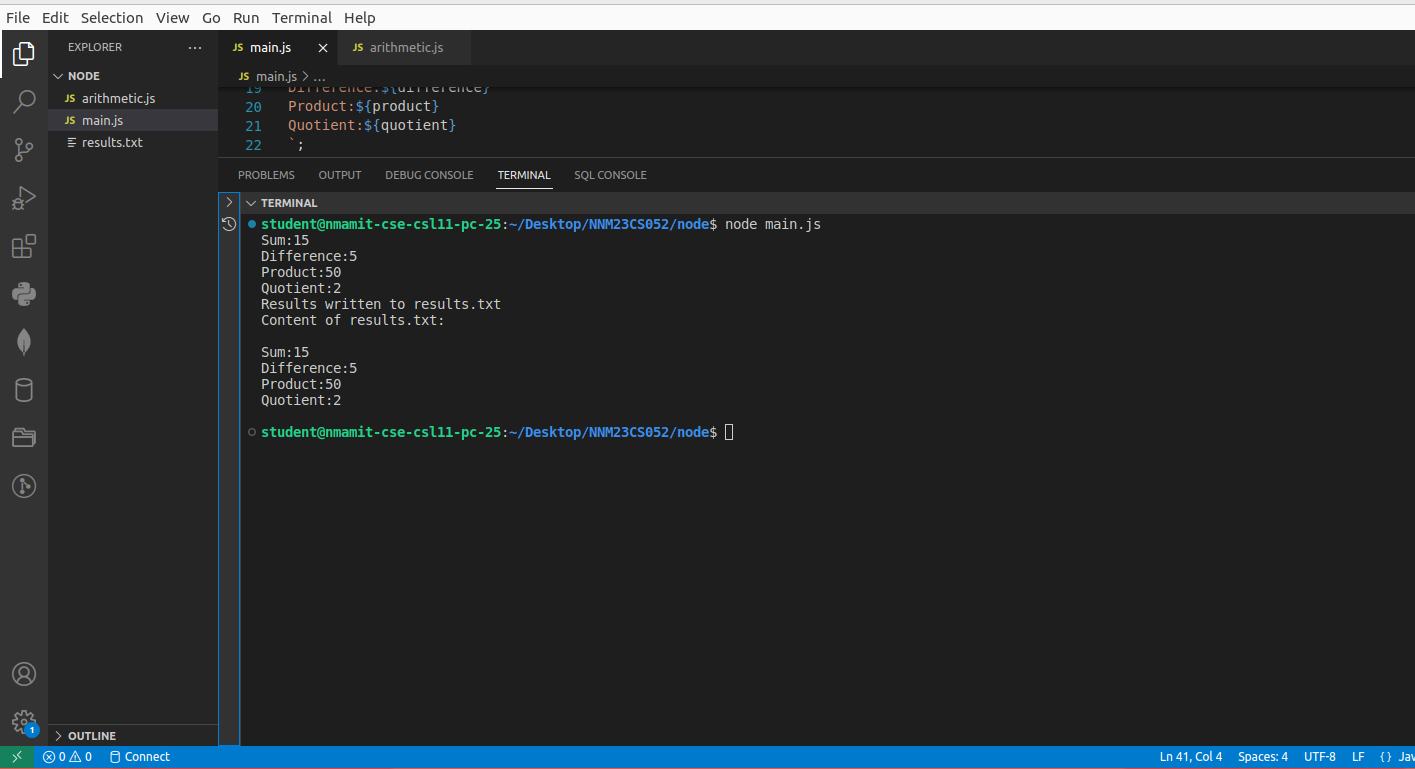 File Edit Selection View Go Run Terminal Help
EXPLORER ...
JS main.js ×
JS arithmetic.js
NODE
JS arithmetic.js
JS main.js
results.txt
JS main.js > ...
19 Difference:${difference}
20 Product:${product}
21 Quotient:${quotient}
22 `;
PROBLEMS OUTPUT DEBUG CONSOLE TERMINAL SQL CONSOLE
TERMINAL
student@nmamit-cse-csl11-pc-25:~/Desktop/NNM23CS052/node$ node main.js
Sum:15
Difference:5
Product:50
Quotient:2
Results written to results.txt
Content of results.txt:

Sum:15
Difference:5
Product:50
Quotient:2

student@nmamit-cse-csl11-pc-25:~/Desktop/NNM23CS052/node$
1
OUTLINE
0 0 Connect
Ln 41, Col 4 Spaces: 4 UTF-8 LF {} Jav